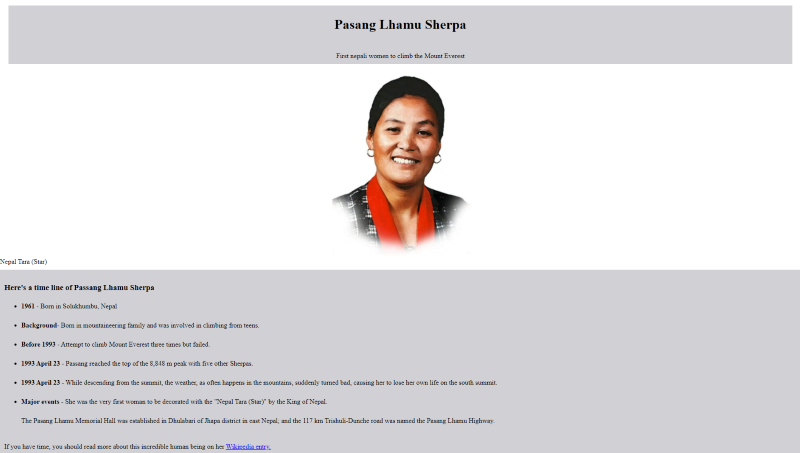 Pasang Lhamu Sherpa
First nepali women to climb the Mount Everest
Nepal Tara (Star)
Here's a time line of Passang Lhamu Sherpa
1961 - Born in Solukhumbu, Nepal
Background- Born in mountaineering family and was involved in climbing from teens.
Before 1993 - Attempt to climb Mount Everest three times but failed.
1993 April 23 - Passang reached the top of the 8,848 m peak with five other Sherpas.
1993 April 23 - While descending from the summit, the weather, as often happens in the mountains, suddenly turned bad, causing her to lose her own life on the south summit.
Major events - She was the very first woman to be decorated with the "Nepal Tara (Star)" by the King of Nepal.
The Pasang Lhamu Memorial Hall was established in Dhulabari of Jhapa district in east Nepal; and the 117 km Trishuli-Dunche road was named the Pasang Lhamu Highway.
If you have time, you should read more about this incredible human being on her Wikipedia entry.